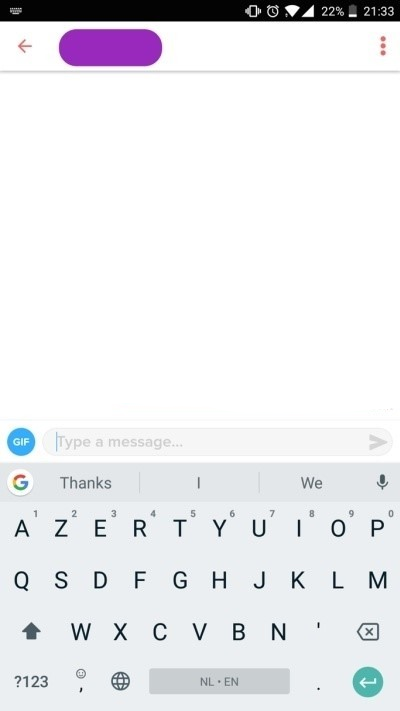 22% 21:33
GIF Type a message...
G Thanks I We
A 1 Z 2 E 3 R 4 T 5 Y 6 U 7 I 8 O 9 P 0
Q S D F G H J K L M
W X C V B N '
?123 , NL • EN .